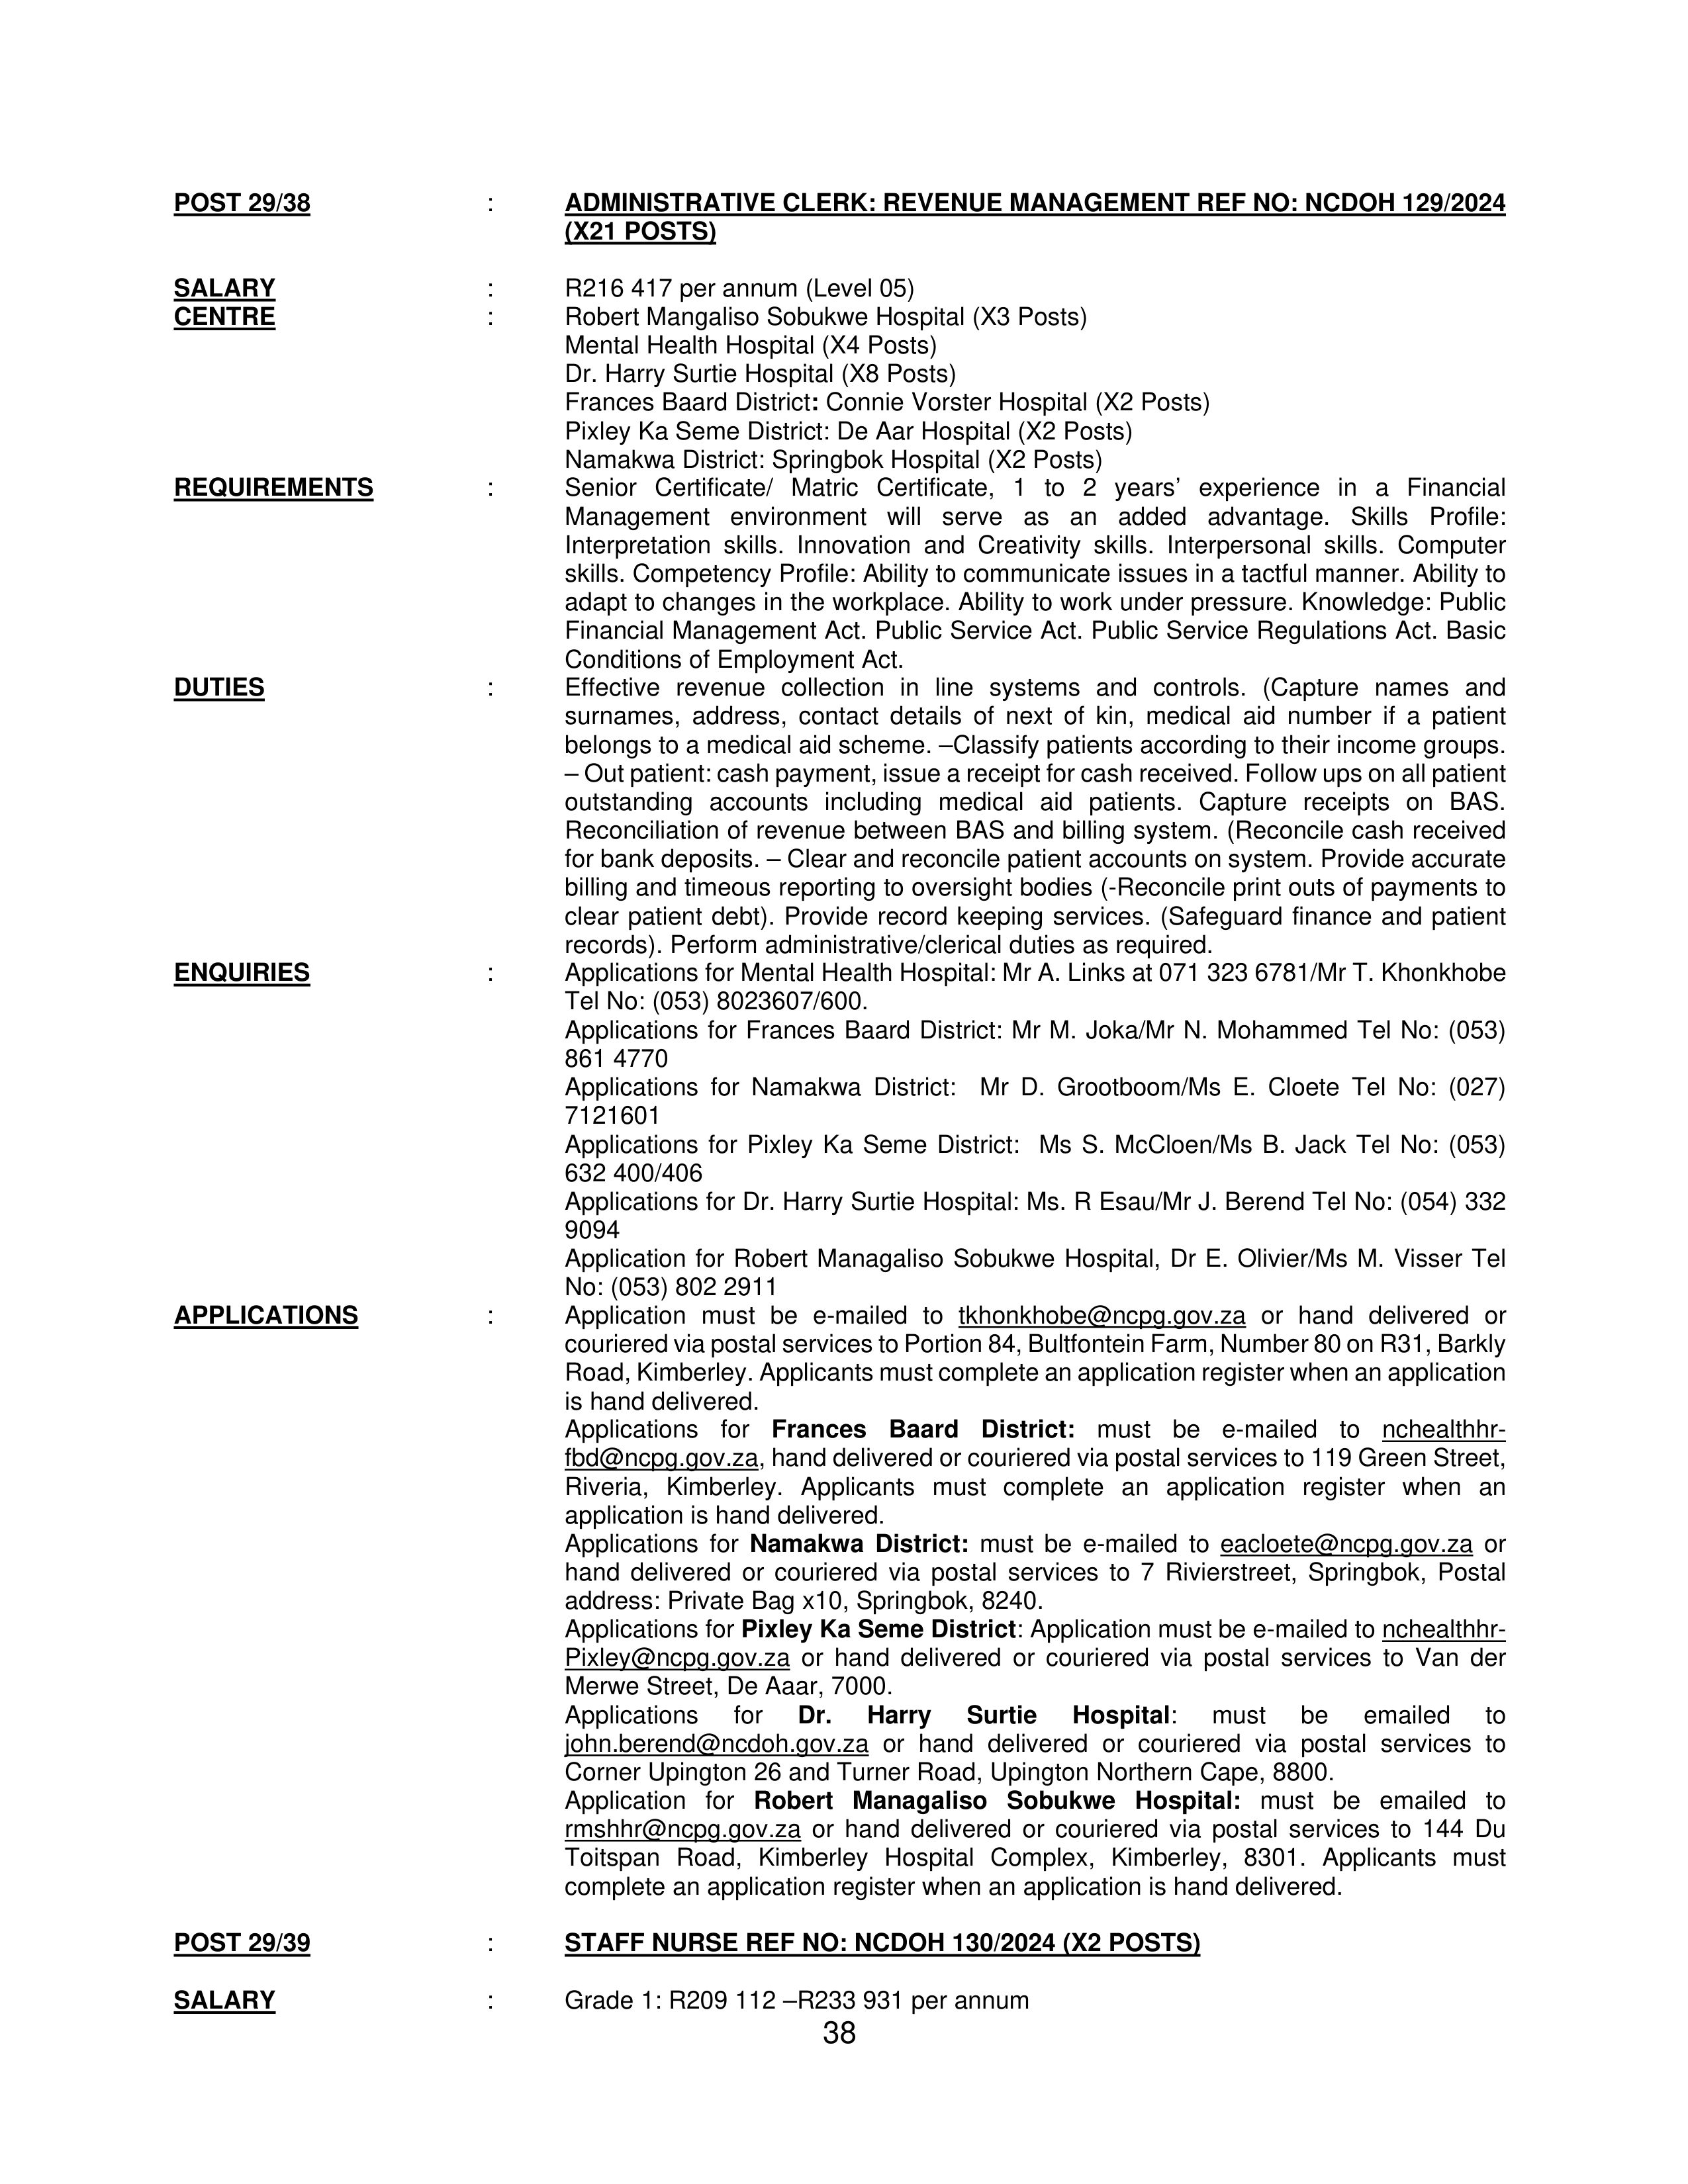 POST 29/38 : ADMINISTRATIVE CLERK: REVENUE MANAGEMENT REF NO: NCDOH 129/2024
(X21 POSTS)
SALARY : R216 417 per annum (Level 05)
CENTRE : Robert Mangaliso Sobukwe Hospital (X3 Posts)
Mental Health Hospital (X4 Posts)
Dr. Harry Surtie Hospital (X8 Posts)
Frances Baard District: Connie Vorster Hospital (X2 Posts)
Pixley Ka Seme District: De Aar Hospital (X2 Posts)
Namakwa District: Springbok Hospital (X2 Posts)
REQUIREMENTS : Senior Certificate/ Matric Certificate, 1 to 2 years’ experience in a Financial
Management environment will serve as an added advantage. Skills Profile:
Interpretation skills. Innovation and Creativity skills. Interpersonal skills. Computer
skills. Competency Profile: Ability to communicate issues in a tactful manner. Ability to
adapt to changes in the workplace. Ability to work under pressure. Knowledge: Public
Financial Management Act. Public Service Act. Public Service Regulations Act. Basic
Conditions of Employment Act.
DUTIES : Effective revenue collection in line systems and controls. (Capture names and
surnames, address, contact details of next of kin, medical aid number if a patient
belongs to a medical aid scheme. –Classify patients according to their income groups.
– Out patient: cash payment, issue a receipt for cash received. Follow ups on all patient
outstanding accounts including medical aid patients. Capture receipts on BAS.
Reconciliation of revenue between BAS and billing system. (Reconcile cash received
for bank deposits. – Clear and reconcile patient accounts on system. Provide accurate
billing and timeous reporting to oversight bodies (-Reconcile print outs of payments to
clear patient debt). Provide record keeping services. (Safeguard finance and patient
records). Perform administrative/clerical duties as required.
ENQUIRIES : Applications for Mental Health Hospital: Mr A. Links at 071 323 6781/Mr T. Khonkhobe
Tel No: (053) 8023607/600.
Applications for Frances Baard District: Mr M. Joka/Mr N. Mohammed Tel No: (053)
861 4770
Applications for Namakwa District: Mr D. Grootboom/Ms E. Cloete Tel No: (027)
7121601
Applications for Pixley Ka Seme District: Ms S. McCloen/Ms B. Jack Tel No: (053)
632 400/406
Applications for Dr. Harry Surtie Hospital: Ms. R Esau/Mr J. Berend Tel No: (054) 332
9094
Application for Robert Managaliso Sobukwe Hospital, Dr E. Olivier/Ms M. Visser Tel
No: (053) 802 2911
APPLICATIONS : Application must be e-mailed to tkhonkhobe@ncpg.gov.za or hand delivered or
couriered via postal services to Portion 84, Bultfontein Farm, Number 80 on R31, Barkly
Road, Kimberley. Applicants must complete an application register when an application
is hand delivered.
Applications for Frances Baard District: must be e-mailed to nchealthhr-
fbd@ncpg.gov.za, hand delivered or couriered via postal services to 119 Green Street,
Riveria, Kimberley. Applicants must complete an application register when an
application is hand delivered.
Applications for Namakwa District: must be e-mailed to eacloete@ncpg.gov.za or
hand delivered or couriered via postal services to 7 Rivierstreet, Springbok, Postal
address: Private Bag x10, Springbok, 8240.
Applications for Pixley Ka Seme District: Application must be e-mailed to nchealthhr-
Pixley@ncpg.gov.za or hand delivered or couriered via postal services to Van der
Merwe Street, De Aaar, 7000.
Applications for Dr. Harry Surtie Hospital: must be emailed to
john.berend@ncdoh.gov.za or hand delivered or couriered via postal services to
Corner Upington 26 and Turner Road, Upington Northern Cape, 8800.
Application for Robert Managaliso Sobukwe Hospital: must be emailed to
rmshhr@ncpg.gov.za or hand delivered or couriered via postal services to 144 Du
Toitspan Road, Kimberley Hospital Complex, Kimberley, 8301. Applicants must
complete an application register when an application is hand delivered.
POST 29/39 : STAFF NURSE REF NO: NCDOH 130/2024 (X2 POSTS)
SALARY : Grade 1: R209 112 –R233 931 per annum
38